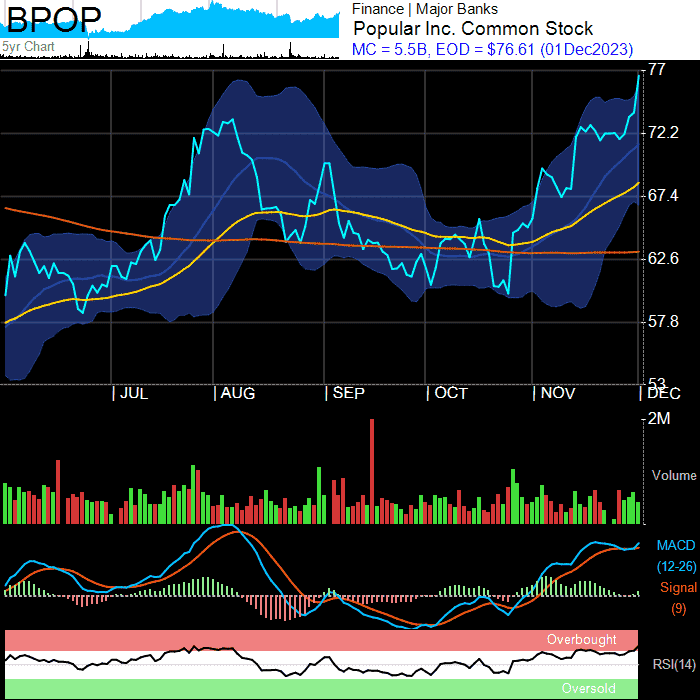 BPOP
5yr Chart
Finance | Major Banks
Popular Inc. Common Stock
MC = 5.5B, EOD = $76.61 (01Dec2023)
77
72.2
67.4
62.6
57.8
53
JUL AUG SEP OCT NOV DEC
2M
Volume
MACD
(12-26)
Signal
(9)
Overbought
RSI(14)
Oversold